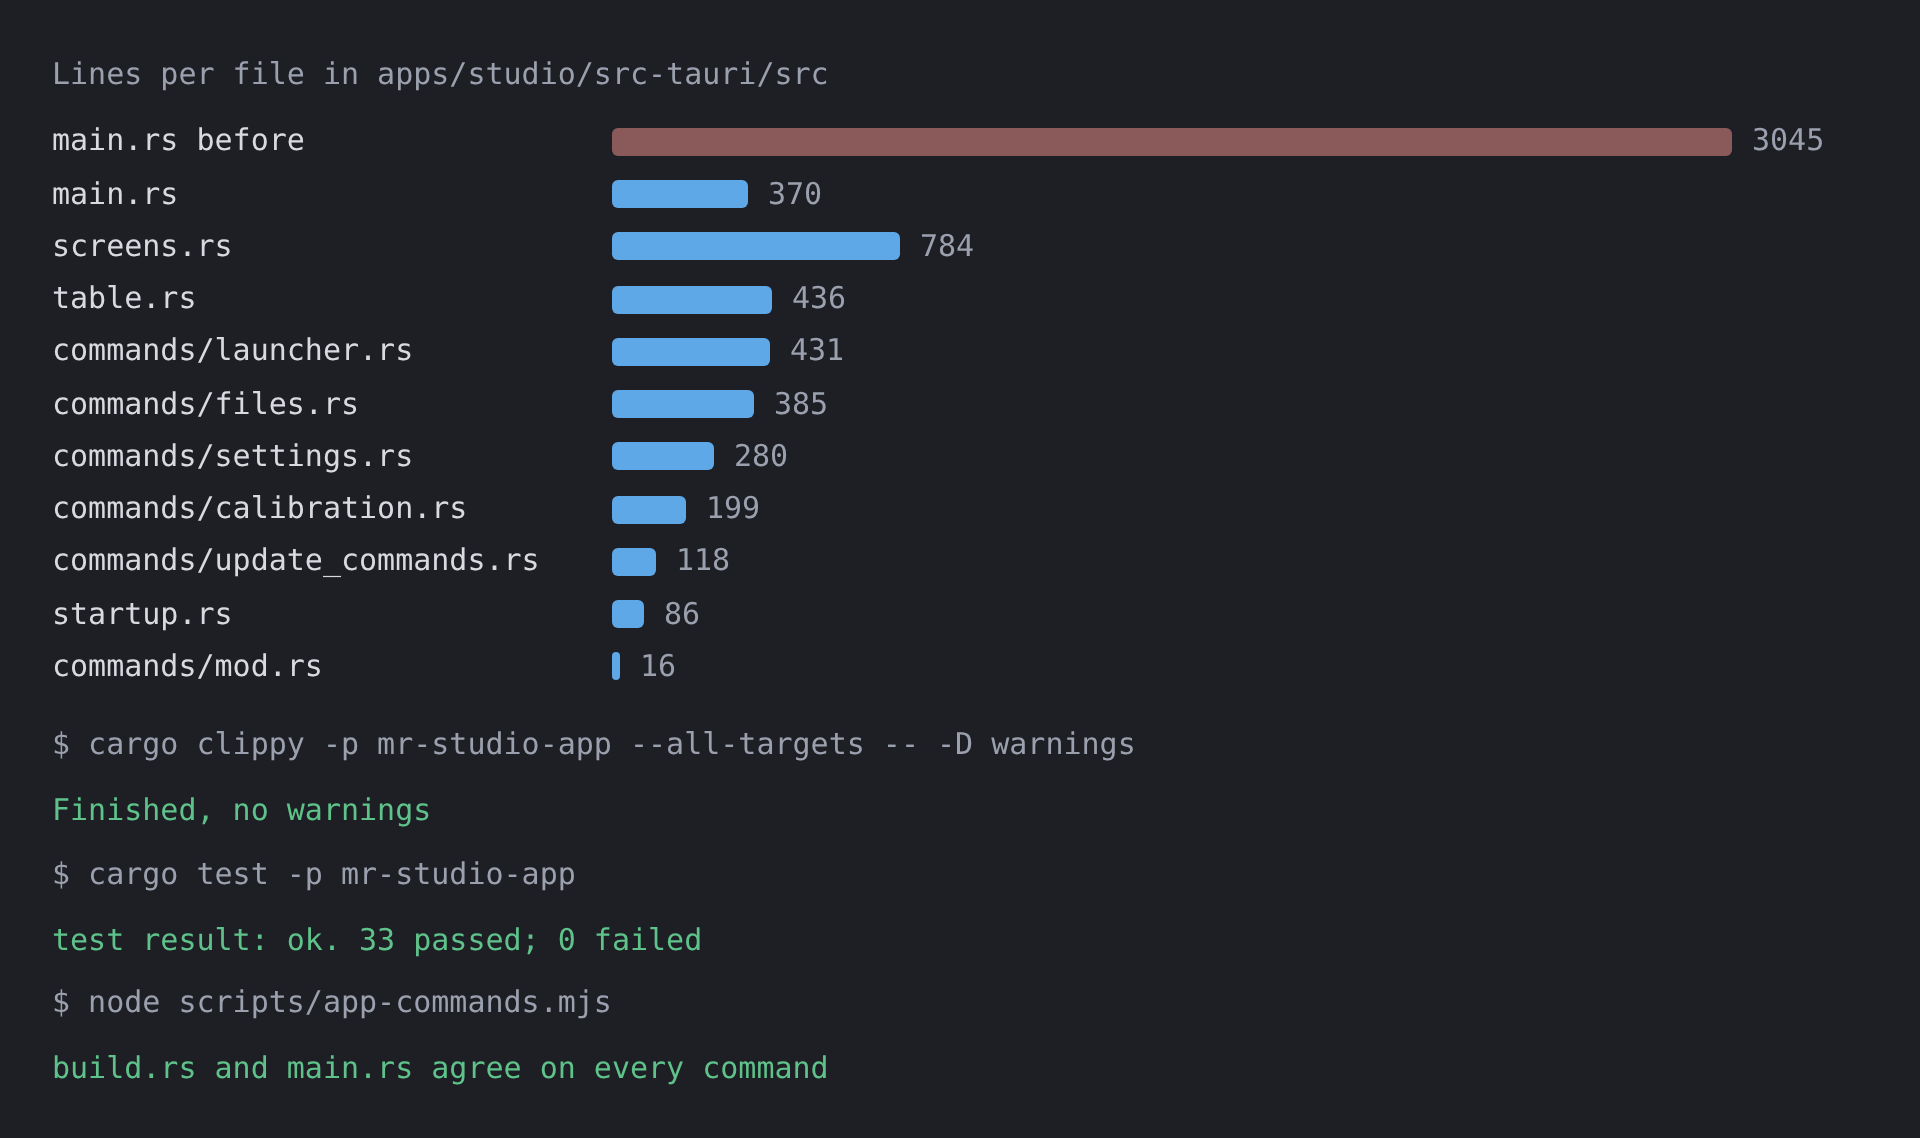 Lines per file in apps/studio/src-tauri/src
main.rs before 3045
main.rs 370
screens.rs 784
table.rs 436
commands/launcher.rs 431
commands/files.rs 385
commands/settings.rs 280
commands/calibration.rs 199
commands/update_commands.rs 118
startup.rs 86
commands/mod.rs 16
$ cargo clippy -p mr-studio-app --all-targets -- -D warnings
Finished, no warnings
$ cargo test -p mr-studio-app
test result: ok. 33 passed; 0 failed
$ node scripts/app-commands.mjs
build.rs and main.rs agree on every command